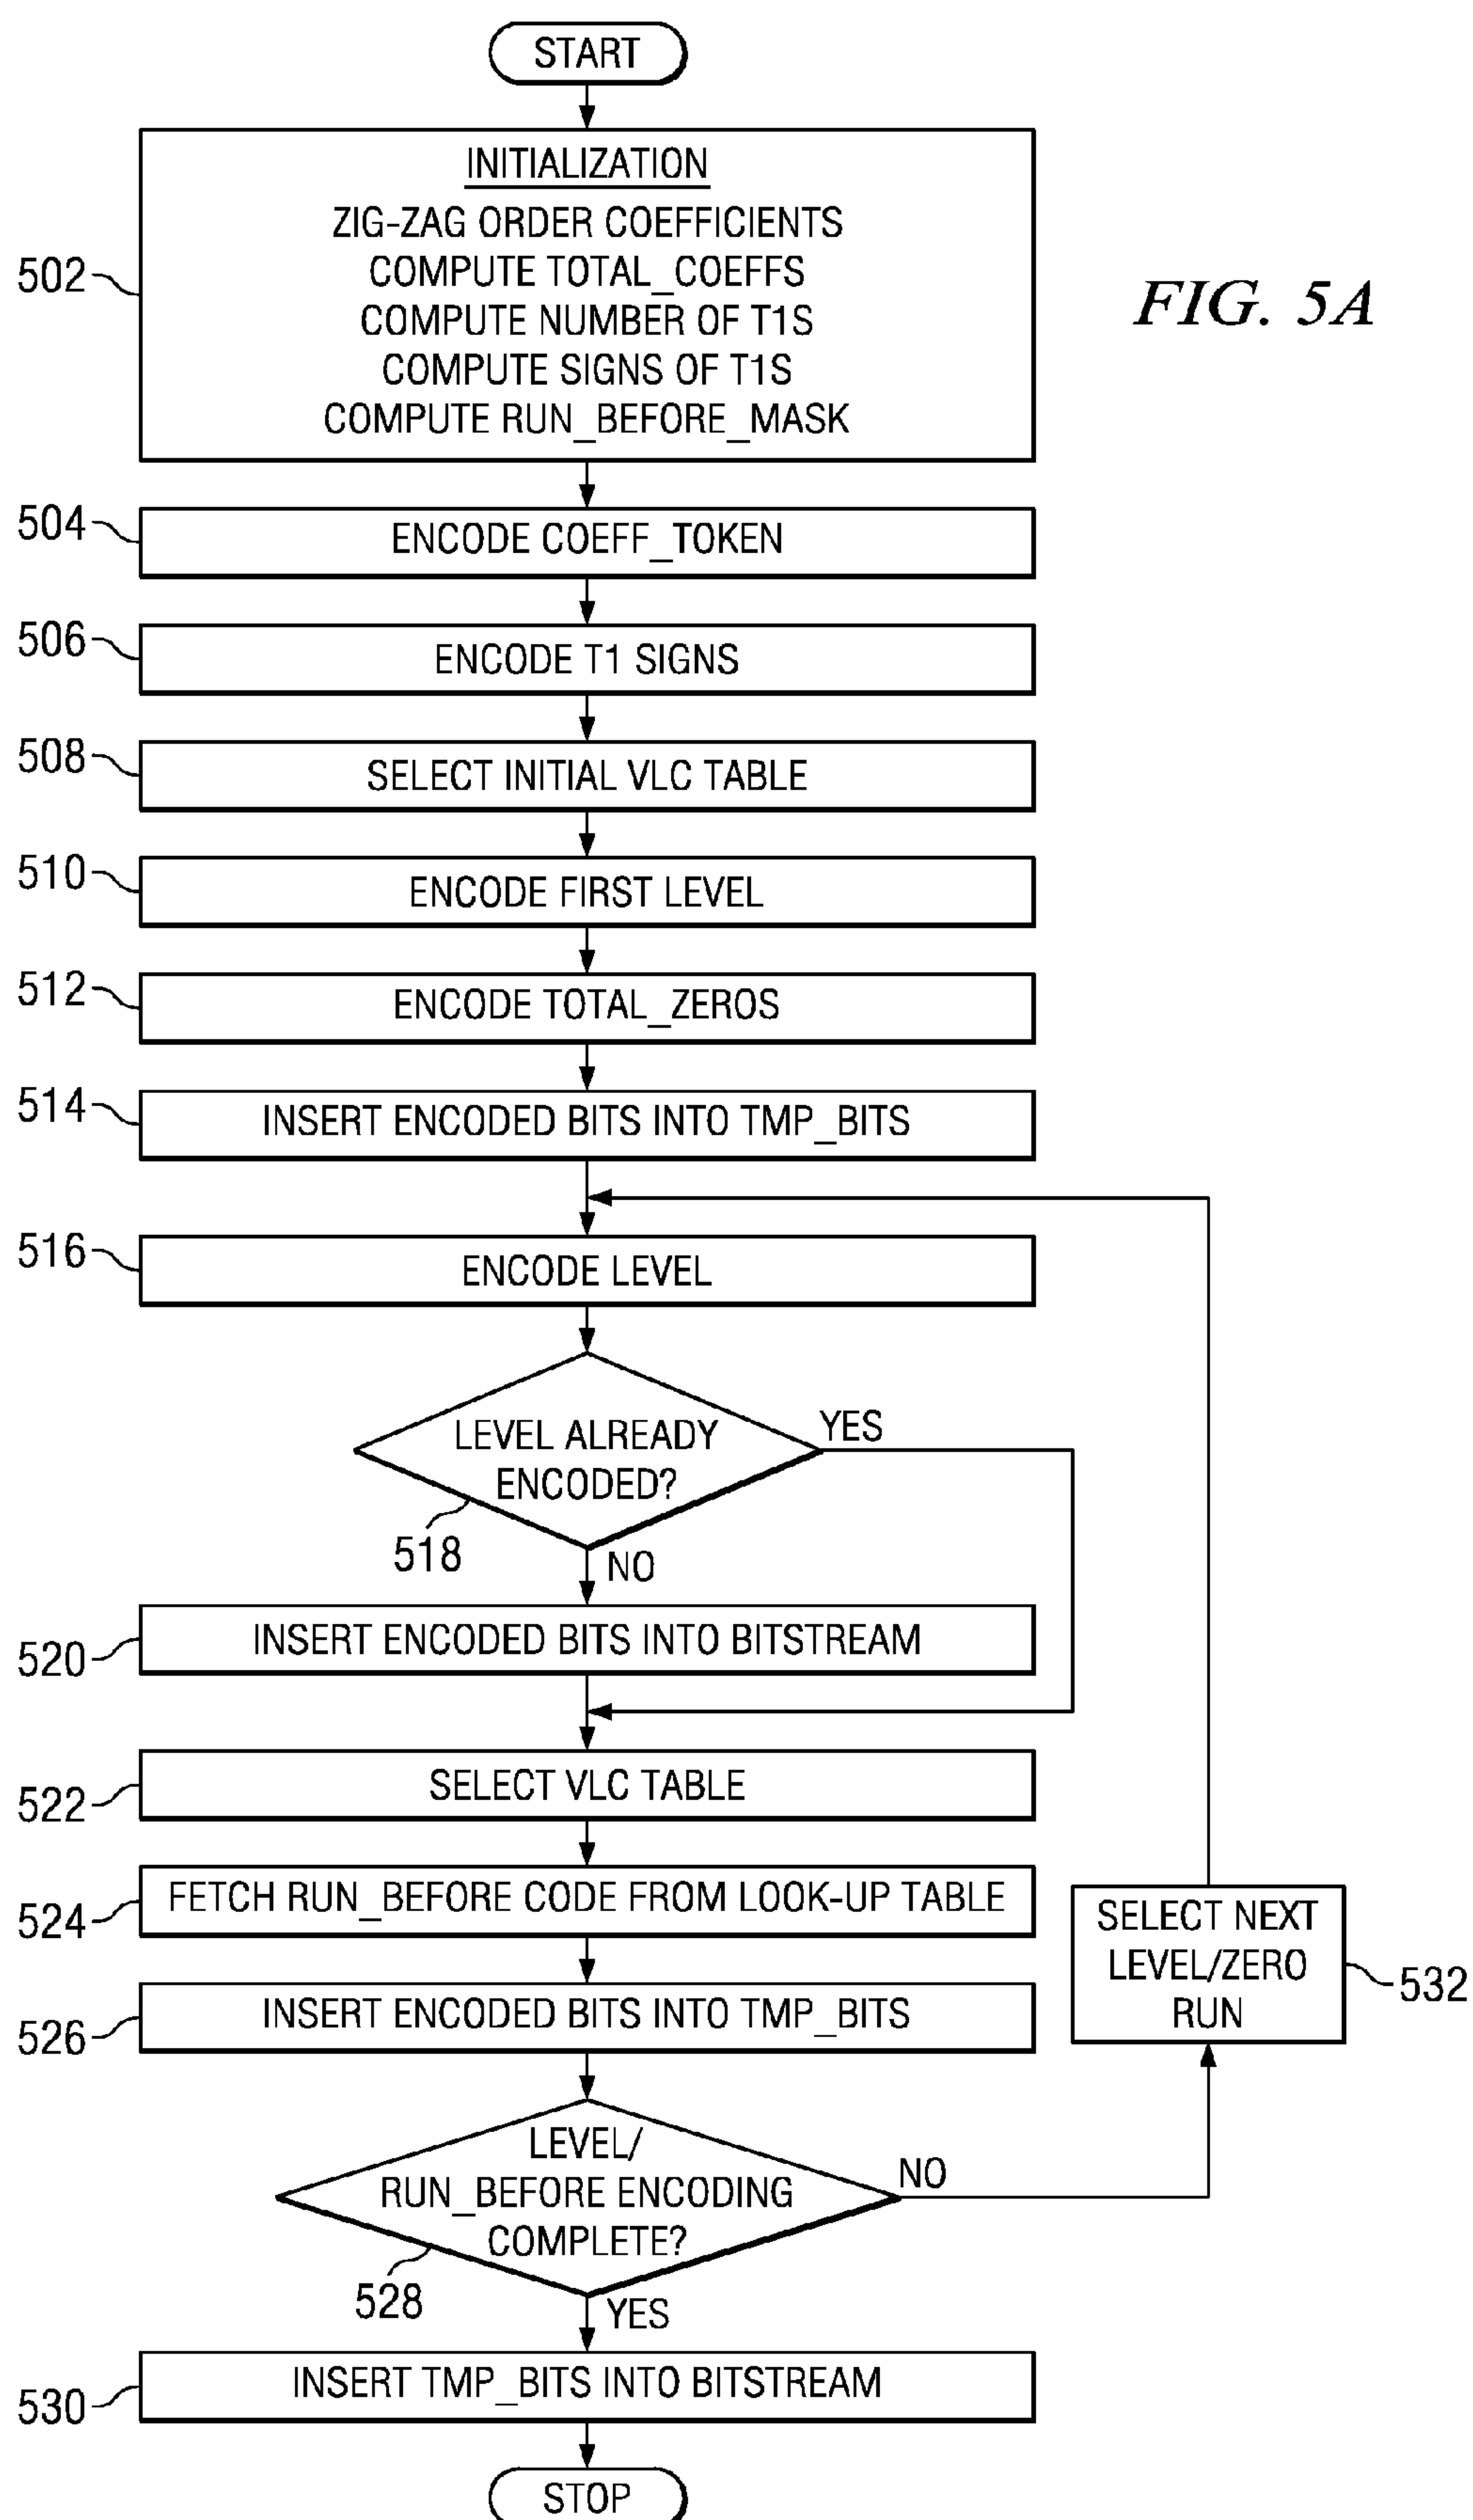 START
INITIALIZATION
ZIG-ZAG ORDER COEFFICIENTS
COMPUTE TOTAL_COEFFS
COMPUTE NUMBER OF T1S
COMPUTE SIGNS OF T1S
COMPUTE RUN_BEFORE_MASK
502
FIG. 5A
504
ENCODE COEFF_TOKEN
506
ENCODE T1 SIGNS
508
SELECT INITIAL VLC TABLE
510
ENCODE FIRST LEVEL
512
ENCODE TOTAL_ZEROS
514
INSERT ENCODED BITS INTO TMP_BITS
516
ENCODE LEVEL
LEVEL ALREADY
ENCODED?
YES
518
NO
520
INSERT ENCODED BITS INTO BITSTREAM
522
SELECT VLC TABLE
524
FETCH RUN_BEFORE CODE FROM LOOK-UP TABLE
SELECT NEXT
LEVEL/ZERO
RUN
532
526
INSERT ENCODED BITS INTO TMP_BITS
LEVEL/
RUN_BEFORE ENCODING
COMPLETE?
NO
528
YES
530
INSERT TMP_BITS INTO BITSTREAM
STOP